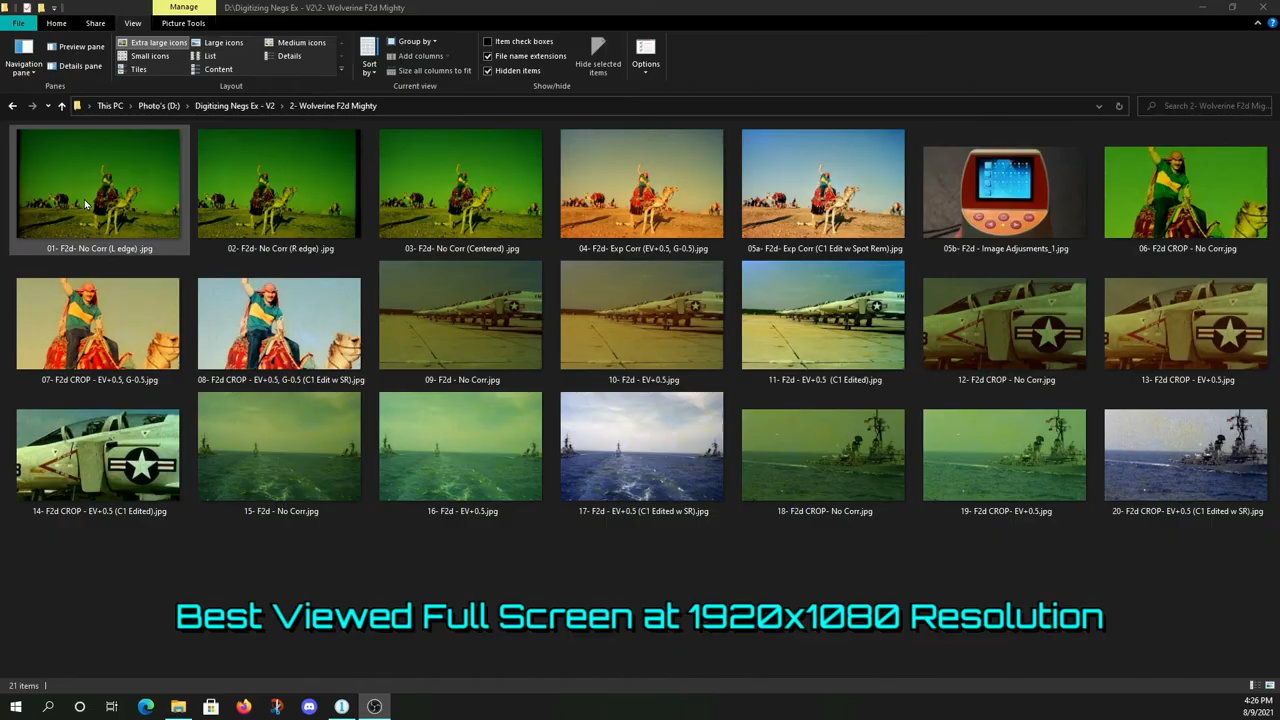 Manage
D:\Digitizing Negs Ex - V2\2- Wolverine F2d Mighty
File
Home
Share
View
Picture Tools
Navigation pane
Preview pane
Details pane
Panes
Extra large icons
Large icons
Medium icons
Small icons
List
Details
Tiles
Content
Layout
Sort by
Group by
Add columns
Size all columns to fit
Current view
Item check boxes
File name extensions
Hidden items
Hide selected items
Show/hide
Options
This PC
Photo's (D:)
Digitizing Negs Ex - V2
2- Wolverine F2d Mighty
Search 2- Wolverine F2d Mig...
01- F2d- No Corr (L edge) .jpg
02- F2d- No Corr (R edge) .jpg
03- F2d- No Corr (Centered) .jpg
04- F2d- Exp Corr (EV+0.5, G-0.5).jpg
05a- F2d- Exp Corr (C1 Edit w Spot Rem).jpg
05b- F2d - Image Adjusments_1.jpg
06- F2d CROP - No Corr.jpg
07- F2d CROP - EV+0.5, G-0.5.jpg
08- F2d CROP - EV+0.5, G-0.5 (C1 Edit w SR).jpg
09- F2d - No Corr.jpg
10- F2d - EV+0.5.jpg
11- F2d - EV+0.5 (C1 Edited).jpg
12- F2d CROP - No Corr.jpg
13- F2d CROP - EV+0.5.jpg
14- F2d CROP - EV+0.5 (C1 Edited).jpg
15- F2d - No Corr.jpg
16- F2d - EV+0.5.jpg
17- F2d - EV+0.5 (C1 Edited w SR).jpg
18- F2d CROP- No Corr.jpg
19- F2d CROP- EV+0.5.jpg
20- F2d CROP- EV+0.5 (C1 Edited w SR).jpg
Best Viewed Full Screen at 1920x1080 Resolution
21 items
4:26 PM
8/9/2021